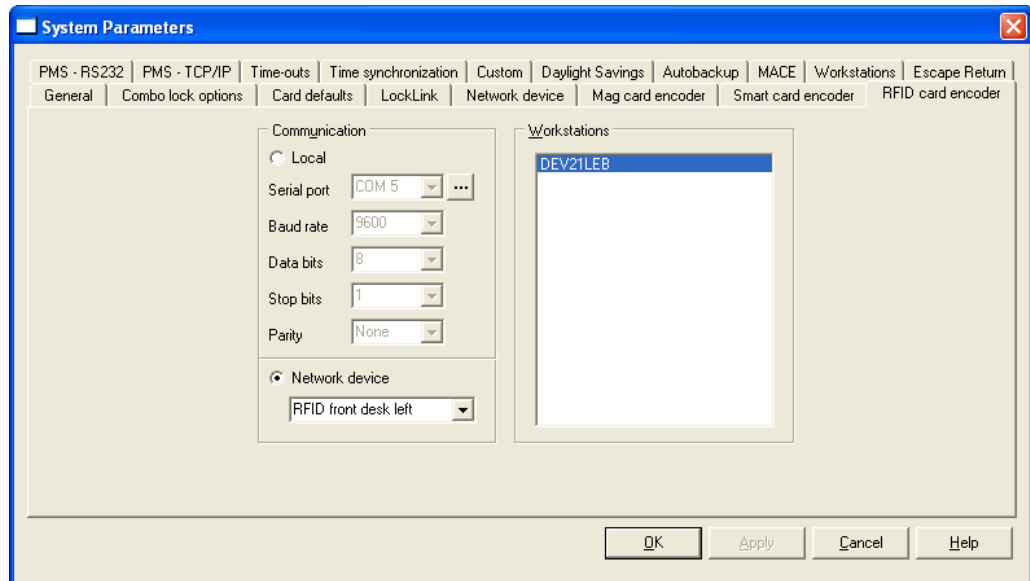 System Parameters
PMS - RS232 PMS - TCP/IP Time-outs Time synchronization Custom Daylight Savings Autobackup MACE Workstations Escape Return
General Combo lock options Card defaults LockLink Network device Mag card encoder Smart card encoder RFID card encoder
Communication
Local
Serial port COM 5 ...
Baud rate 9600
Data bits 8
Stop bits 1
Parity None
Network device
RFID front desk left
Workstations
DEV21LEB
OK Apply Cancel Help